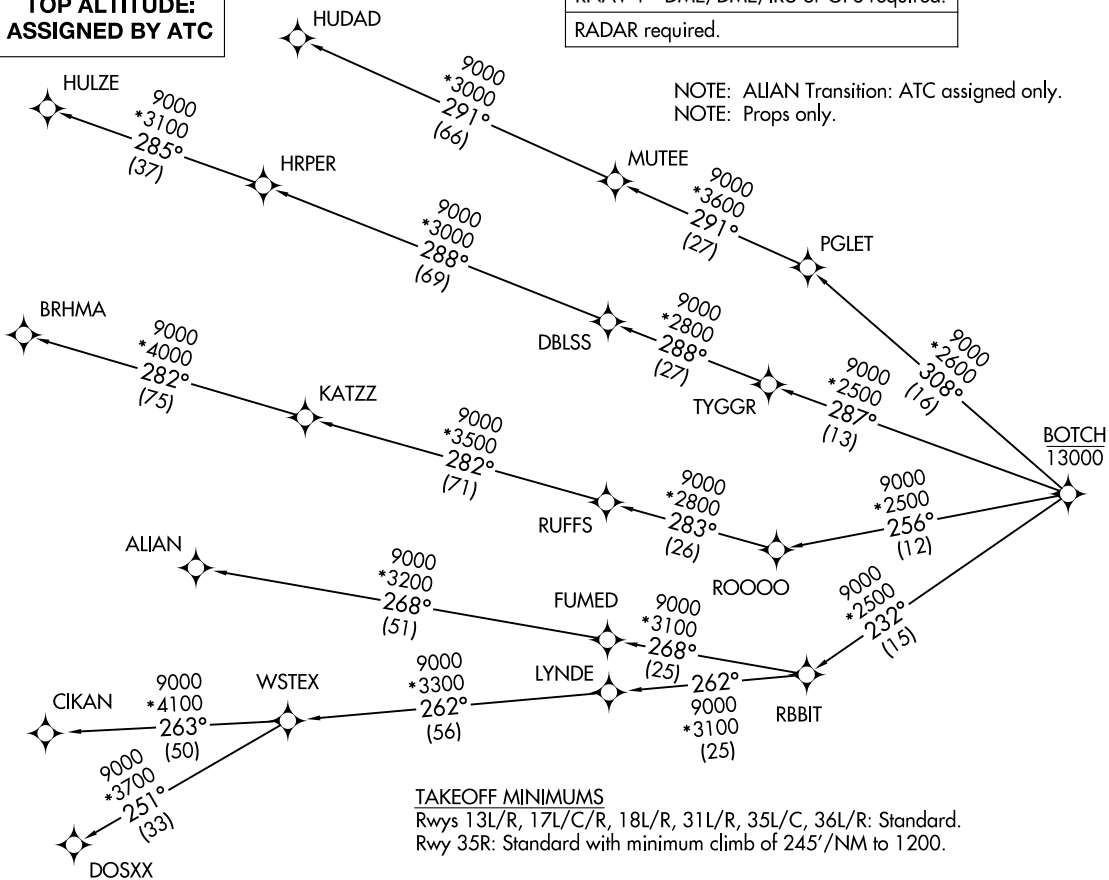 TOP ALTITUDE:
ASSIGNED BY ATC
RADAR required.
NOTE: ALIAN Transition: ATC assigned only.
NOTE: Props only.
HUDAD
9000
*3000
291°
(66)
HULZE
9000
*3100
285°
(37)
HRPER
MUTEE
9000
*3600
291°
(27)
PGLET
9000
*3000
288°
(69)
9000
*2600
308°
(16)
BRHMA
9000
*4000
282°
(75)
DBLSS
9000
*2800
288°
(27)
TYGGR
9000
*2500
287°
(13)
KATZZ
9000
*3500
282°
(71)
BOTCH
13000
RUFFS
9000
*2800
283°
(26)
ROOOO
9000
*2500
256°
(12)
ALIAN
9000
*3200
268°
(51)
FUMED
9000
*3100
268°
(25)
9000
*2500
232°
(15)
RBBIT
CIKAN
9000
*4100
263°
(50)
WSTEX
9000
*3300
262°
(56)
LYNDE
262°
9000
*3100
(25)
9000
*3700
251°
(33)
DOSXX
TAKEOFF MINIMUMS
Rwys 13L/R, 17L/C/R, 18L/R, 31L/R, 35L/C, 36L/R: Standard.
Rwy 35R: Standard with minimum climb of 245'/NM to 1200.